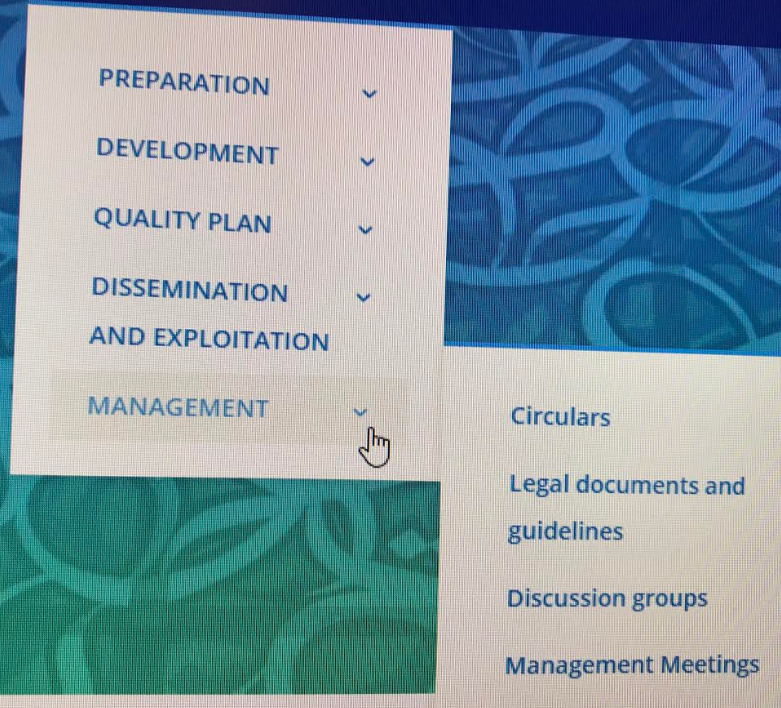 PREPARATION
DEVELOPMENT
QUALITY PLAN
DISSEMINATION
AND EXPLOITATION
MANAGEMENT
Circulars
Legal documents and
guidelines
Discussion groups
Management Meetings